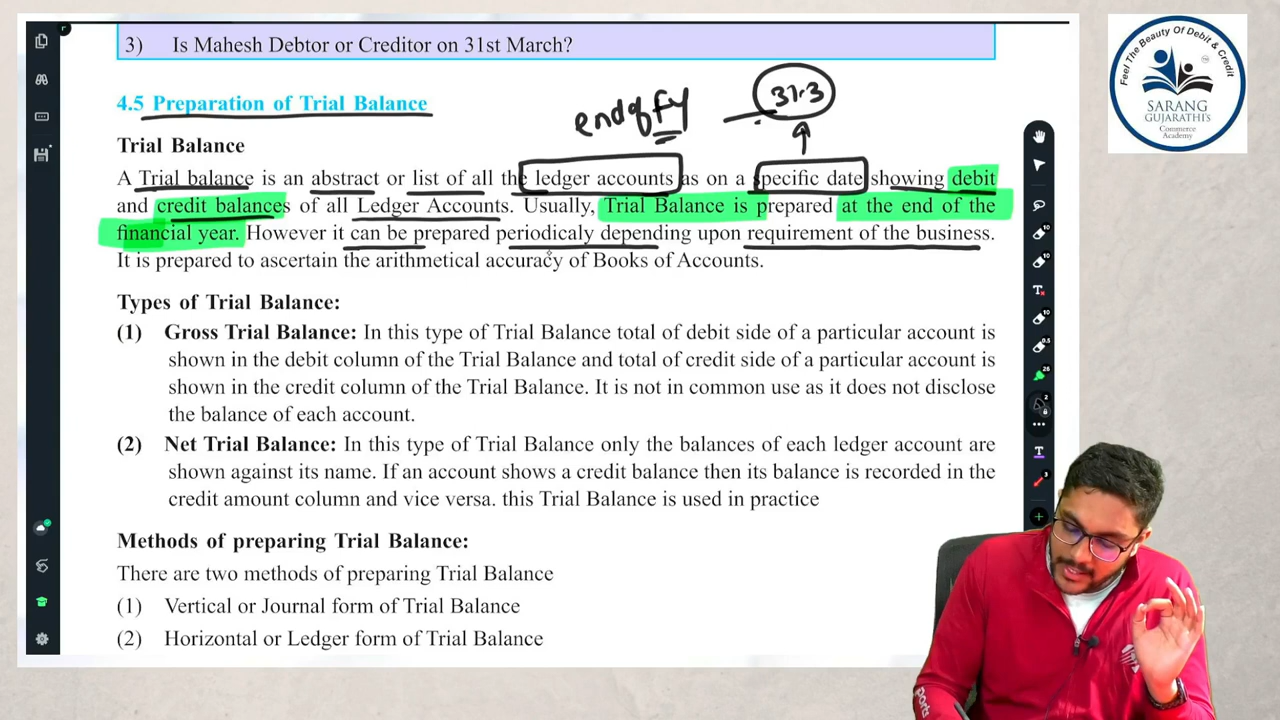 3) Is Mahesh Debtor or Creditor on 31st March?
4.5 Preparation of Trial Balance
end of Fy 31.3
Trial Balance
A Trial balance is an abstract or list of all the ledger accounts as on a specific date showing debit
and credit balances of all Ledger Accounts. Usually, Trial Balance is prepared at the end of the
financial year. However it can be prepared periodicaly depending upon requirement of the business.
It is prepared to ascertain the arithmetical accuracy of Books of Accounts.
Types of Trial Balance:
(1) Gross Trial Balance: In this type of Trial Balance total of debit side of a particular account is
shown in the debit column of the Trial Balance and total of credit side of a particular account is
shown in the credit column of the Trial Balance. It is not in common use as it does not disclose
the balance of each account.
(2) Net Trial Balance: In this type of Trial Balance only the balances of each ledger account are
shown against its name. If an account shows a credit balance then its balance is recorded in the
credit amount column and vice versa. this Trial Balance is used in practice
Methods of preparing Trial Balance:
There are two methods of preparing Trial Balance
(1) Vertical or Journal form of Trial Balance
(2) Horizontal or Ledger form of Trial Balance
Feel The Beauty Of Debit & Credit
TM
SARANG
GUJARATHI's
Commerce
Academy
10
10
10
0.5
26
2
3